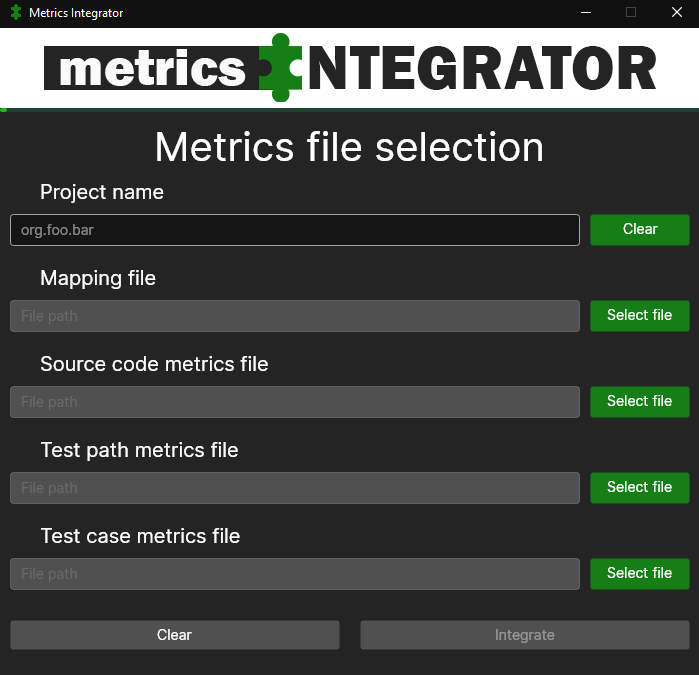 Metrics Integrator
metrics INTEGRATOR
Metrics file selection
Project name
org.foo.bar
Clear
Mapping file
File path
Select file
Source code metrics file
File path
Select file
Test path metrics file
File path
Select file
Test case metrics file
File path
Select file
Clear
Integrate